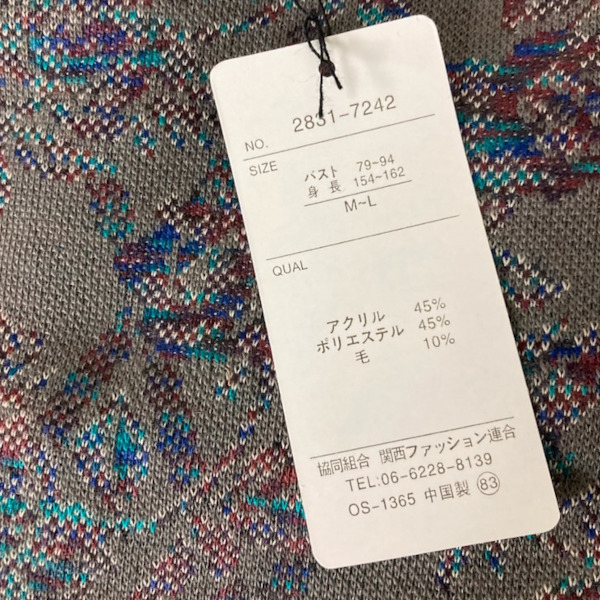 NO. 2831-7242
SIZE
バスト 79~94
身長 154~162
M~L
QUAL
アクリル 45%
ポリエステル 45%
毛 10%
協同組合 関西ファッション連合
TEL:06-6228-8139
OS-1365 中国製 83